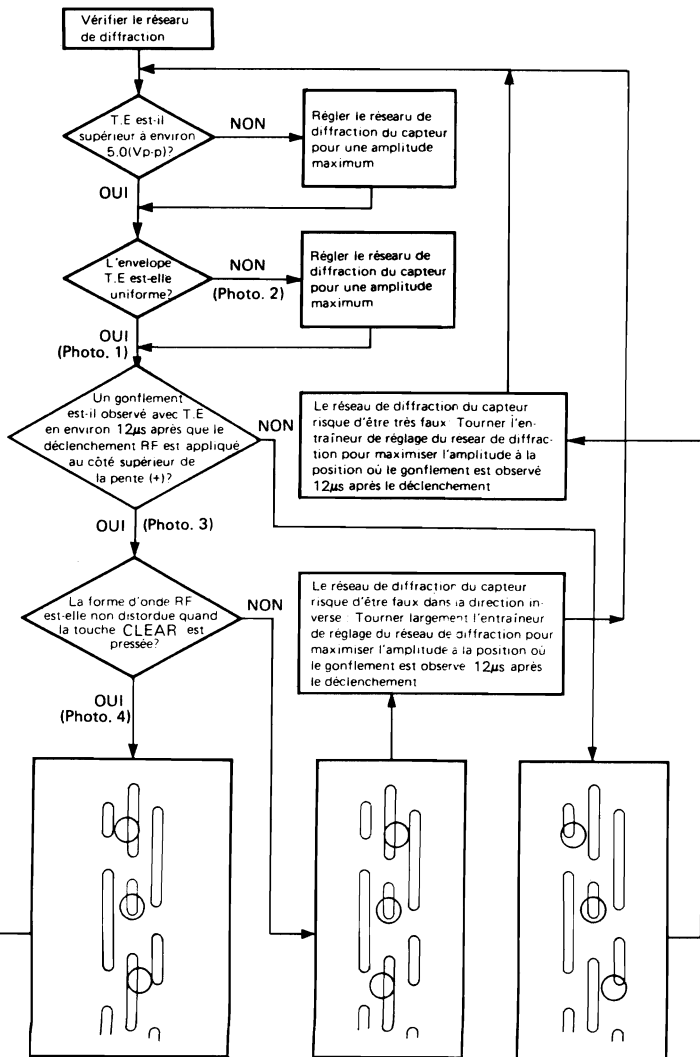 Vérifier le résearu
de diffraction
T.E est-il
supérieur à environ
5.0(Vp-p)?
NON
Régler le résearu de
diffraction du capteur
pour une amplitude
maximum
OUI
L'envelope
T.E est-elle
uniforme?
NON
(Photo. 2)
Régler le résearu de
diffraction du capteur
pour une amplitude
maximum
OUI
(Photo. 1)
Un gonflement
est-il observé avec T.E
en environ 12µs après que le
déclenchement RF est appliqué
au côté supérieur de
la pente (+)?
NON
Le réseau de diffraction du capteur
risque d'être très faux: Tourner l'en-
traîneur de réglage du resear de diffrac-
tion pour maximiser l'amplitude à la
position où le gonflement est observé
12µs après le déclenchement
OUI
(Photo. 3)
La forme d'onde RF
est-elle non distordue quand
la touche CLEAR est
pressée?
NON
Le réseau de diffraction du capteur
risque d'être faux dans la direction in-
verse : Tourner largement l'entraîneur
de réglage du réseau de diffraction pour
maximiser l'amplitude à la position où
le gonflement est observé 12µs après
le déclenchement
OUI
(Photo. 4)